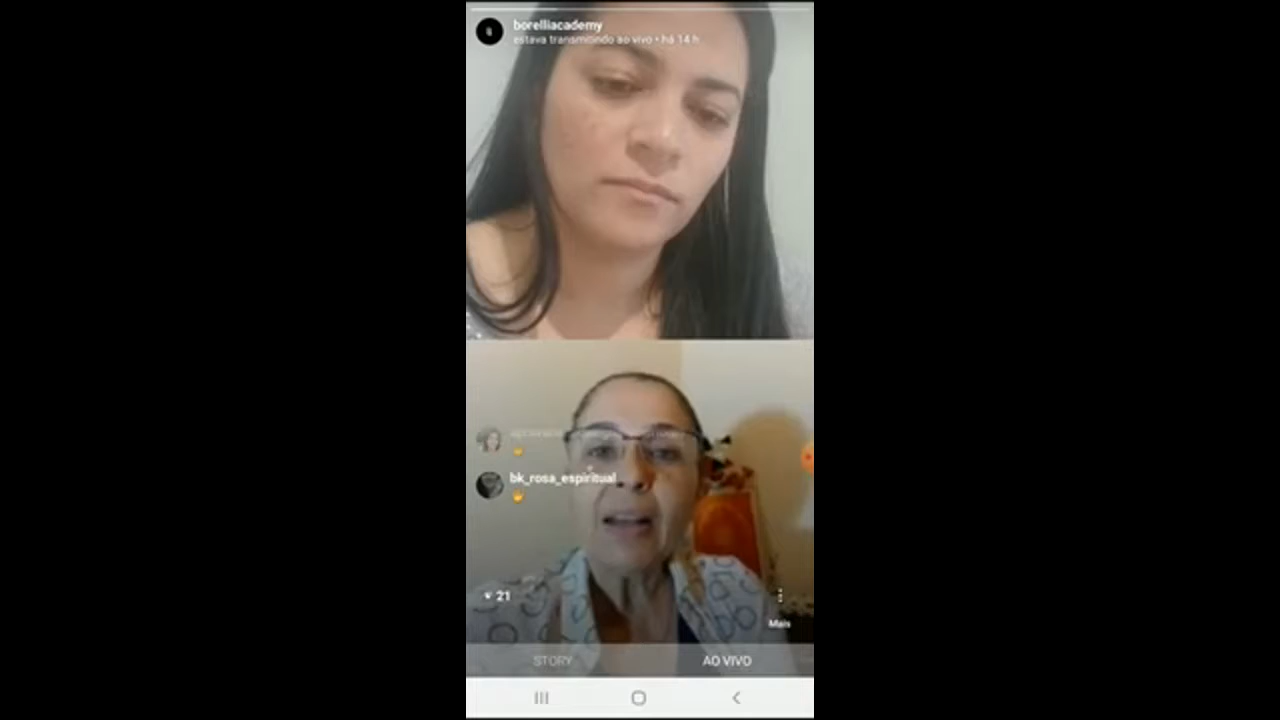 borelliacademy
estava transmitindo ao vivo • há 14 h
bk_rosa_espiritual
21
Mais
STORY
AO VIVO